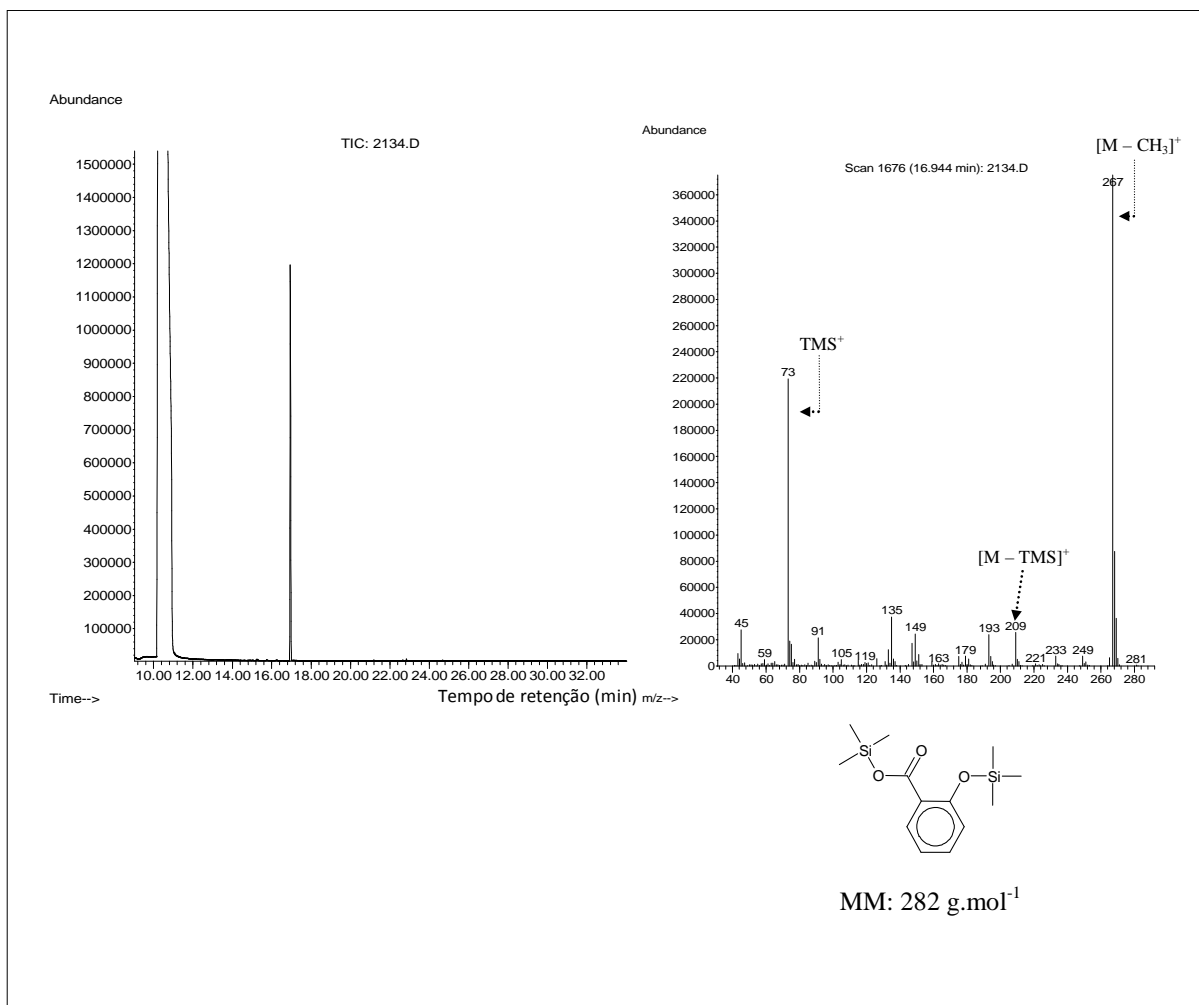 Abundance
TIC: 2134.D
1500000
1400000
1300000
1200000
1100000
1000000
900000
800000
700000
600000
500000
400000
300000
200000
100000
10.00 12.00 14.00 16.00 18.00 20.00 22.00 24.00 26.00 28.00 30.00 32.00
Time-->
Tempo de retenção (min)
Abundance
[M – CH₃]⁺
Scan 1676 (16.944 min): 2134.D
267
360000
340000
320000
300000
280000
260000
240000
220000
200000
180000
160000
140000
120000
100000
80000
60000
40000
20000
0
TMS⁺
73
[M – TMS]⁺
45
59
91
105
119
135
149
163
179
193
209
221
233
249
281
40 60 80 100 120 140 160 180 200 220 240 260 280
m/z-->
Si
O
O
O
Si
MM: 282 g.mol⁻¹